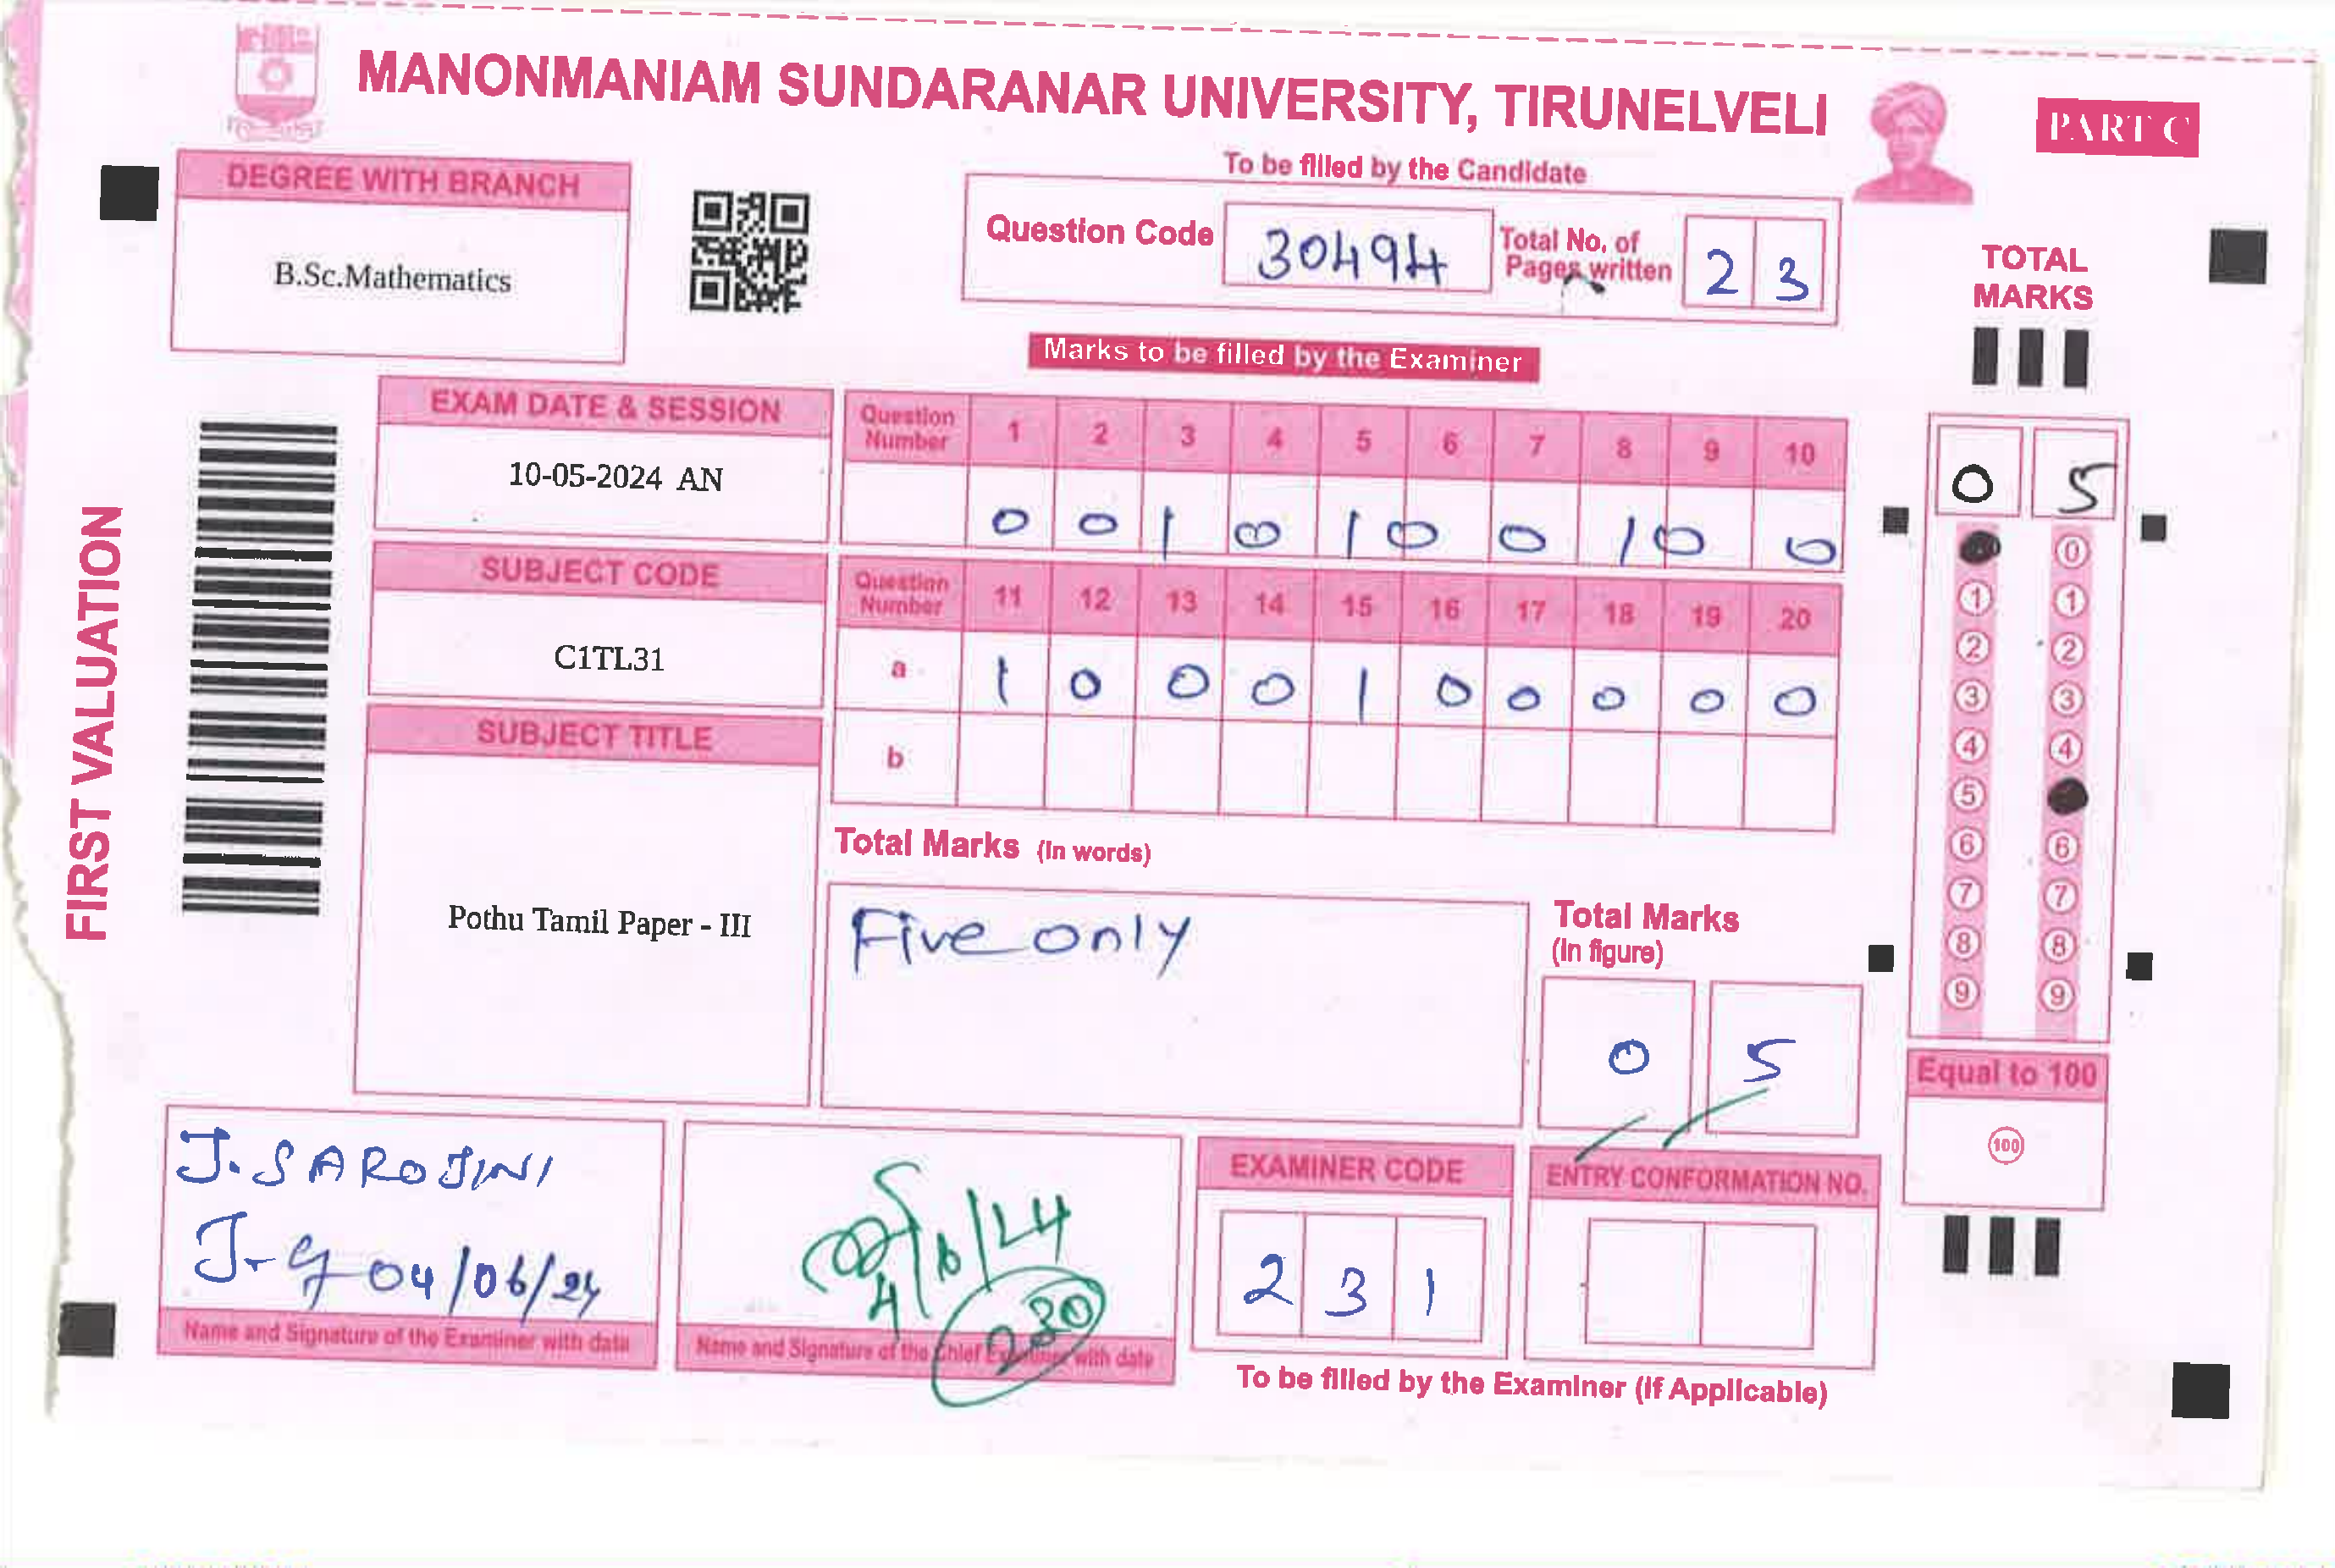 MANONMANIAM SUNDARANAR UNIVERSITY, TIRUNELVELI
PART C
DEGREE WITH BRANCH
B.Sc.Mathematics
To be filled by the Candidate
Question Code 30494
Total No. of Pages written 2 3
Marks to be filled by the Examiner
TOTAL MARKS
0 5
FIRST VALUATION
EXAM DATE & SESSION
10-05-2024 AN
SUBJECT CODE
C1TL31
SUBJECT TITLE
Pothu Tamil Paper - III
Question Number 1 2 3 4 5 6 7 8 9 10
0 0 1 0 1 0 0 1 0 0
Question Number 11 12 13 14 15 16 17 18 19 20
a 1 0 0 0 1 0 0 0 0 0
b
Total Marks (In words)
Five only
Total Marks (In figure)
0 5
0
1 1
2 2
3 3
4 4
5
6 6
7 7
8 8
9 9
Equal to 100
100
J. SAROJINI
04/06/24
Name and Signature of the Examiner with date
230
Name and Signature of the Chief Examiner with date
EXAMINER CODE
2 3 1
ENTRY CONFORMATION NO.
To be filled by the Examiner (If Applicable)